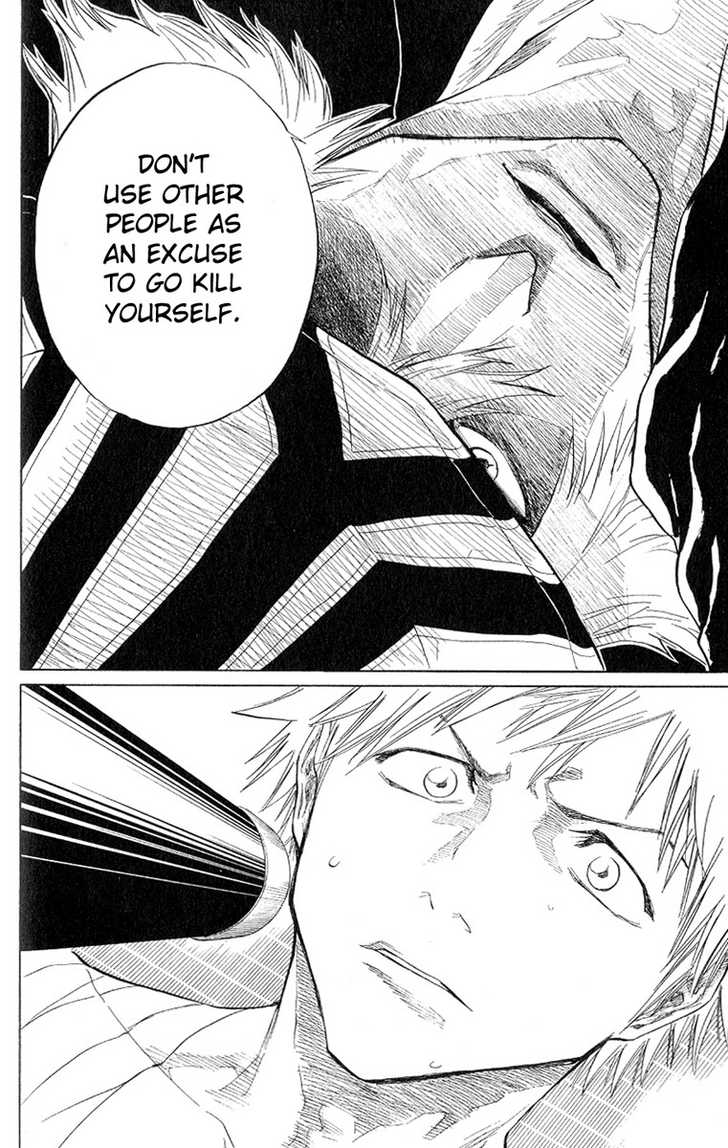 DON'T
USE OTHER
PEOPLE AS
AN EXCUSE
TO GO KILL
YOURSELF.